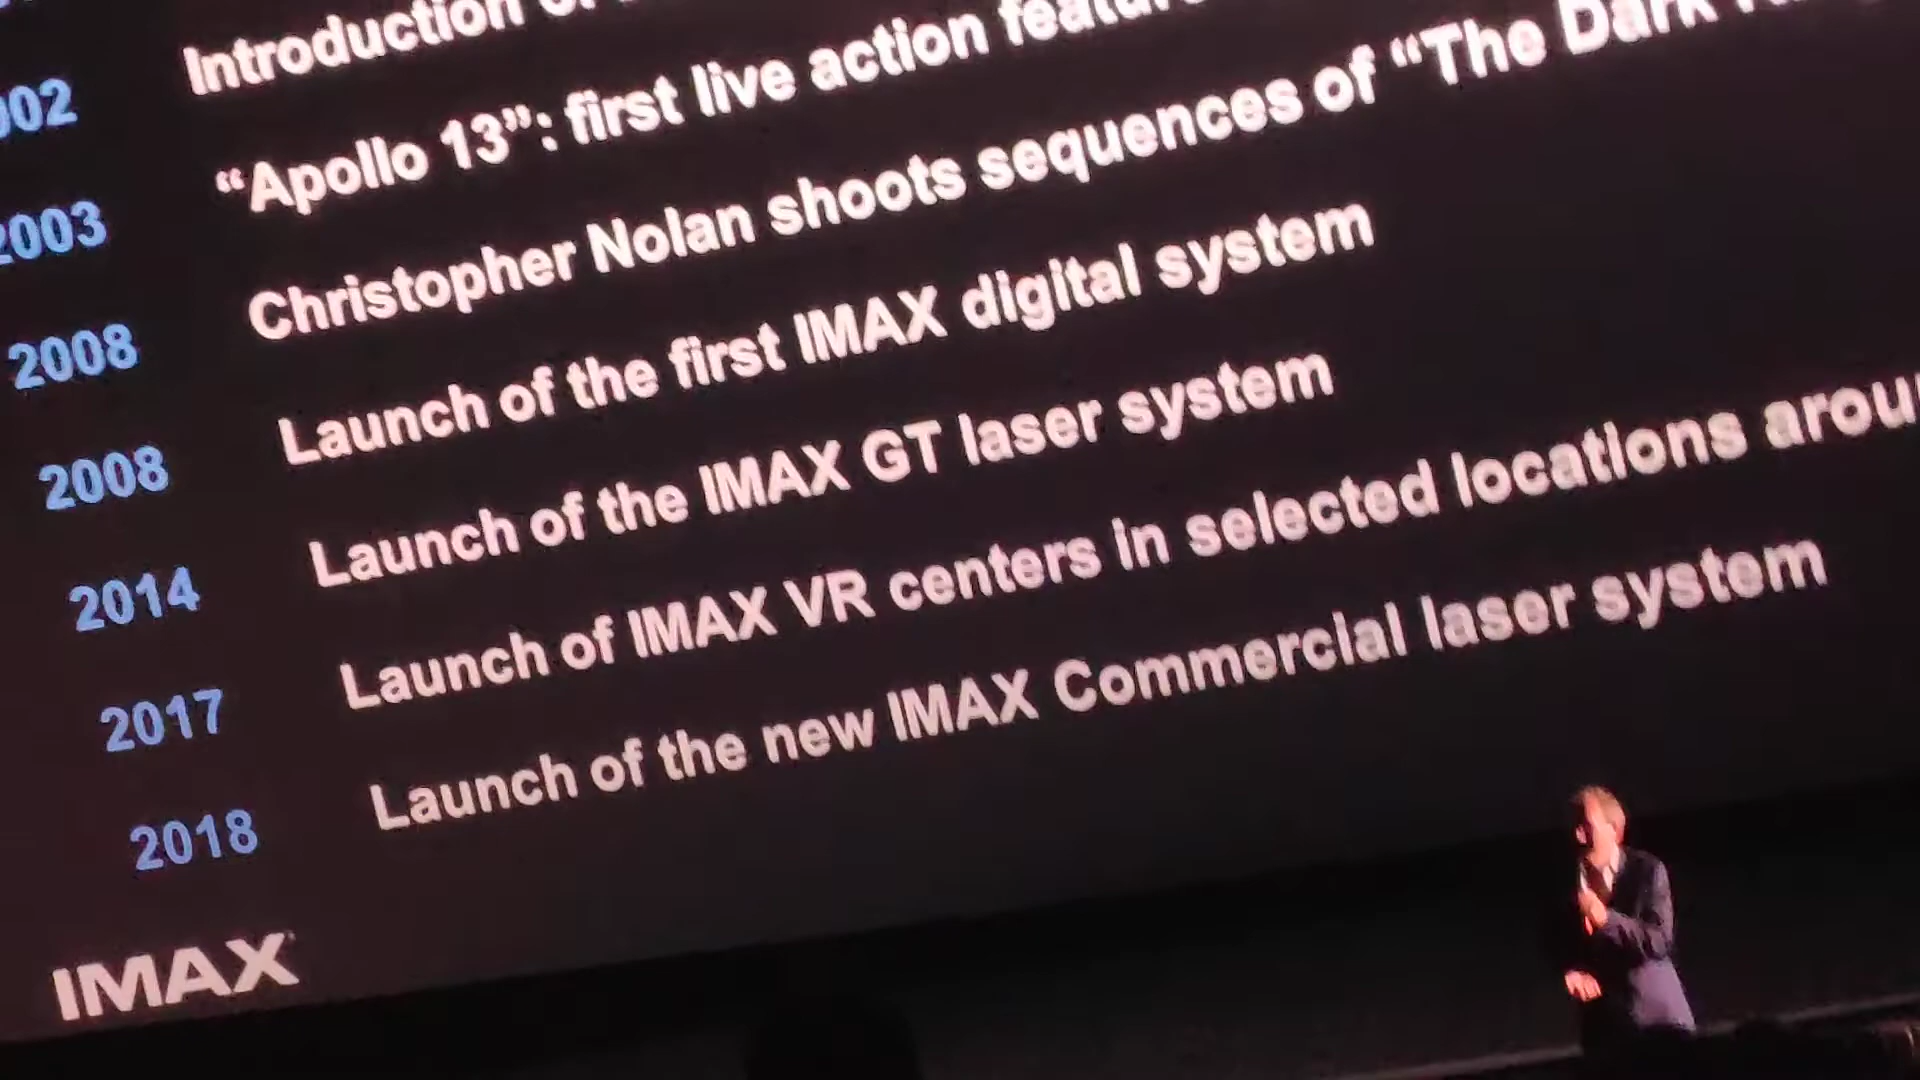 002 Introduction
2003 “Apollo 13”: first live action
2008 Christopher Nolan shoots sequences of “The Dark
2008 Launch of the first IMAX digital system
2014 Launch of the IMAX GT laser system
2017 Launch of IMAX VR centers in selected locations arou
2018 Launch of the new IMAX Commercial laser system
IMAX